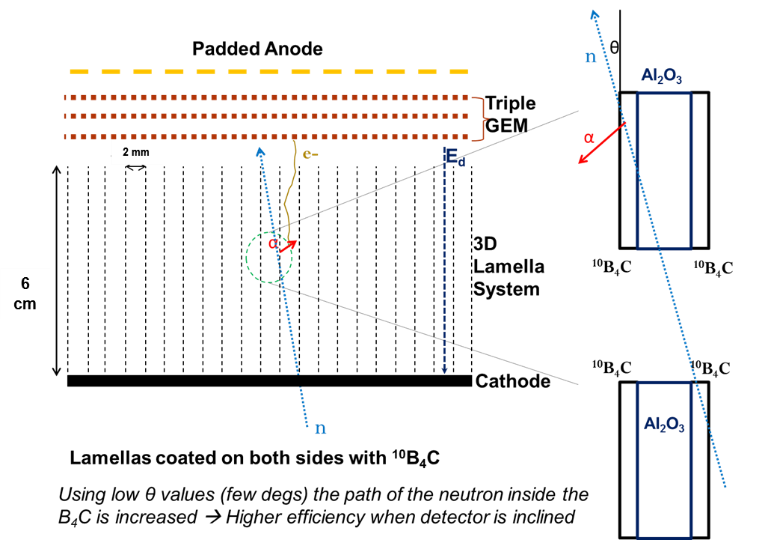 Padded Anode
Triple
GEM
2 mm
e-
E_d
α
3D
Lamella
System
6
cm
Cathode
n
Lamellas coated on both sides with ¹⁰B₄C
Using low θ values (few degs) the path of the neutron inside the
B₄C is increased → Higher efficiency when detector is inclined
n
θ
Al₂O₃
α
¹⁰B₄C ¹⁰B₄C
¹⁰B₄C ¹⁰B₄C
Al₂O₃